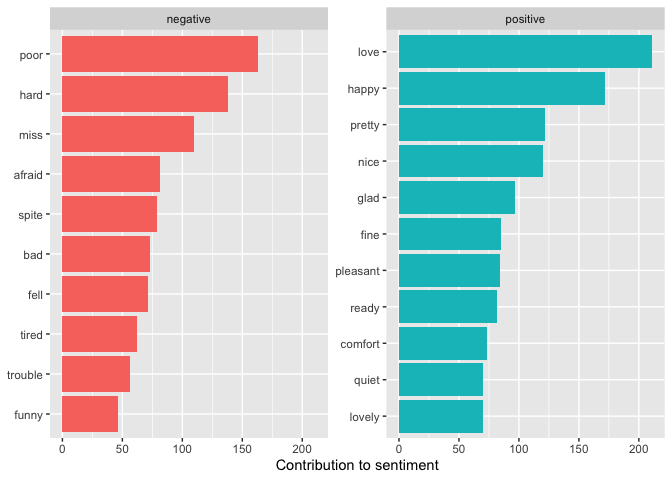 negative
poor
hard
miss
afraid
spite
bad
fell
tired
trouble
funny
0 50 100 150 200
positive
love
happy
pretty
nice
glad
fine
pleasant
ready
comfort
quiet
lovely
0 50 100 150 200
Contribution to sentiment